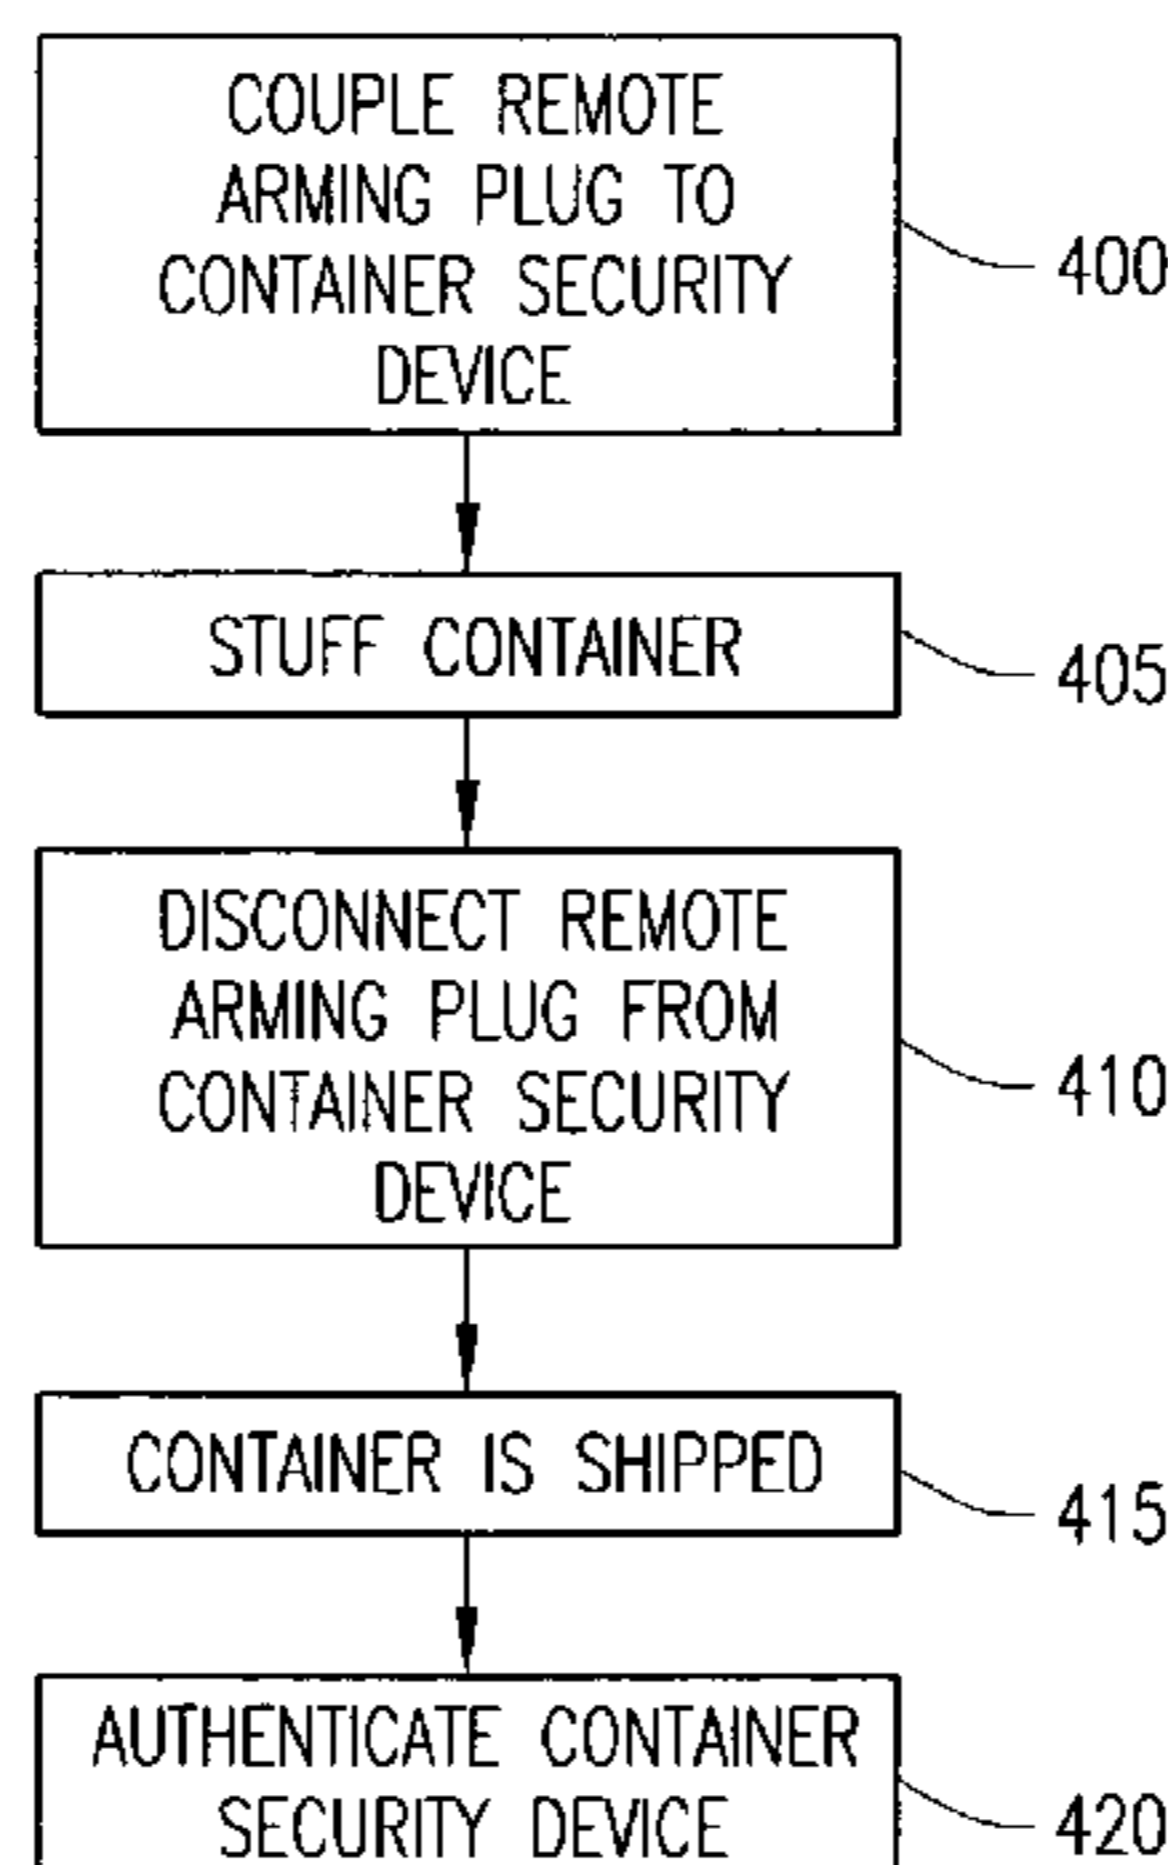 COUPLE REMOTE
ARMING PLUG TO
CONTAINER SECURITY
DEVICE
400
STUFF CONTAINER
405
DISCONNECT REMOTE
ARMING PLUG FROM
CONTAINER SECURITY
DEVICE
410
CONTAINER IS SHIPPED
415
AUTHENTICATE CONTAINER
SECURITY DEVICE
420